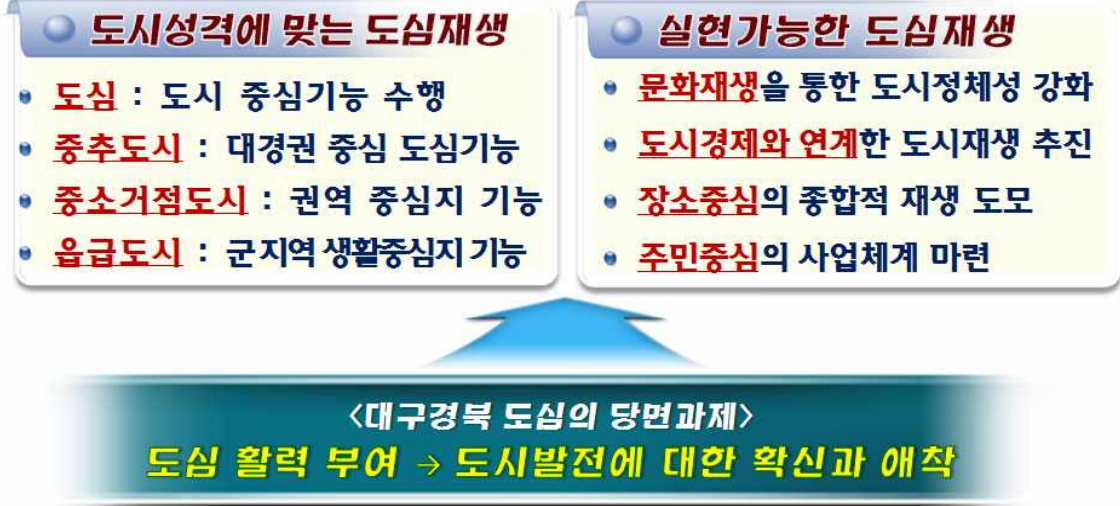 도시성격에 맞는 도심재생
도심 : 도시 중심기능 수행
중추도시 : 대경권 중심 도심기능
중소거점도시 : 권역 중심지 기능
읍급도시 : 군지역 생활중심지 기능
실현가능한 도심재생
문화재생을 통한 도시정체성 강화
도시경제와 연계한 도시재생 추진
장소중심의 종합적 재생 도모
주민중심의 사업체계 마련
<대구경북 도심의 당면과제>
도심 활력 부여 → 도시발전에 대한 확신과 애착